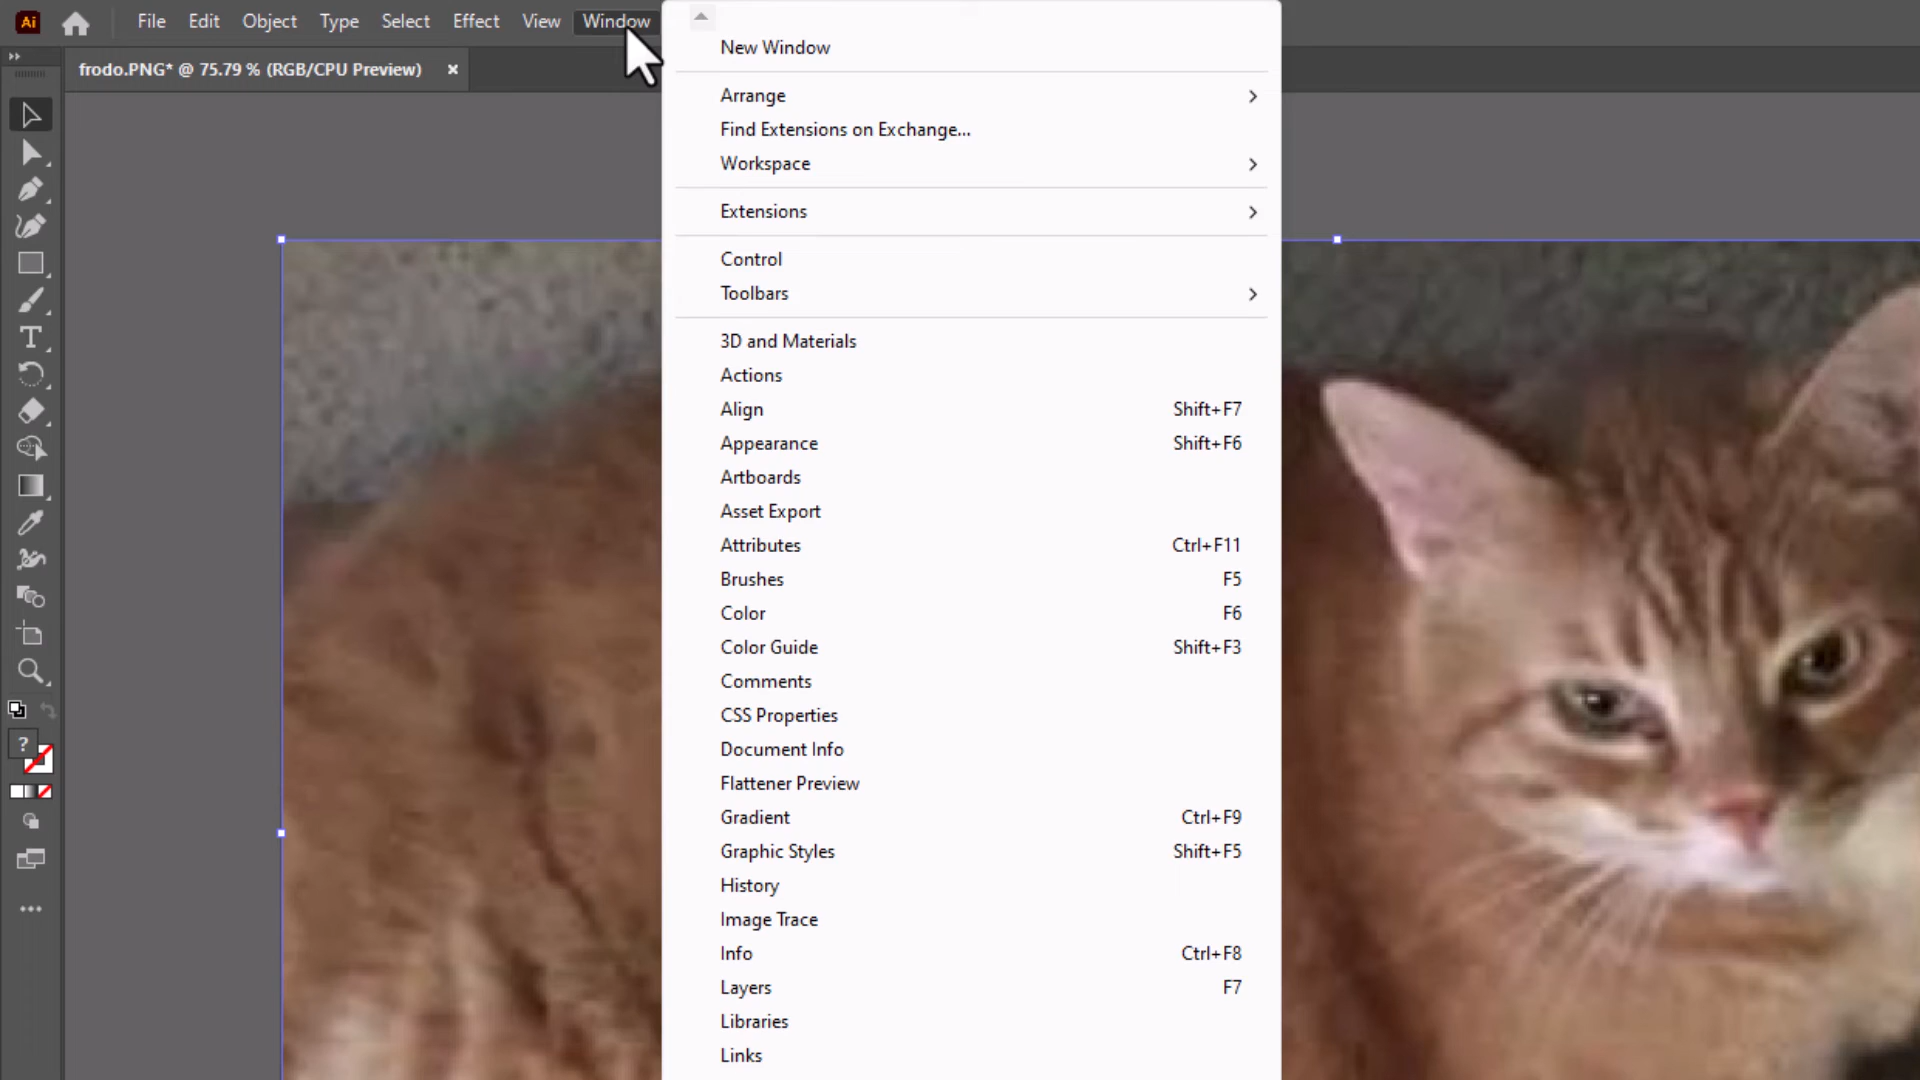 Ai File Edit Object Type Select Effect View Window
frodo.PNG* @ 75.79 % (RGB/CPU Preview) ×
New Window
Arrange
Find Extensions on Exchange...
Workspace
Extensions
Control
Toolbars
3D and Materials
Actions
Align Shift+F7
Appearance Shift+F6
Artboards
Asset Export
Attributes Ctrl+F11
Brushes F5
Color F6
Color Guide Shift+F3
Comments
CSS Properties
Document Info
Flattener Preview
Gradient Ctrl+F9
Graphic Styles Shift+F5
History
Image Trace
Info Ctrl+F8
Layers F7
Libraries
Links
T
?